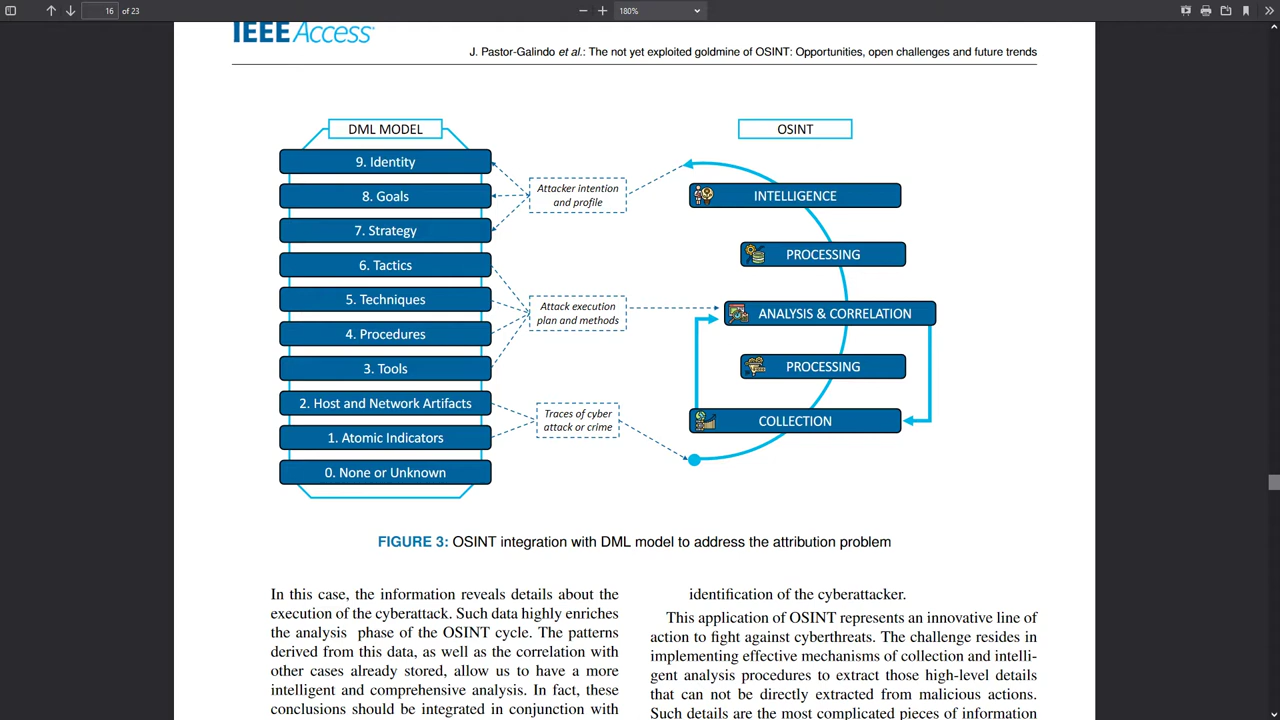 16 of 23
180%
IEEE Access
J. Pastor-Galindo et al.: The not yet exploited goldmine of OSINT: Opportunities, open challenges and future trends
DML MODEL
9. Identity
8. Goals
7. Strategy
6. Tactics
5. Techniques
4. Procedures
3. Tools
2. Host and Network Artifacts
1. Atomic Indicators
0. None or Unknown
Attacker intention
and profile
Attack execution
plan and methods
Traces of cyber
attack or crime
OSINT
INTELLIGENCE
PROCESSING
ANALYSIS & CORRELATION
PROCESSING
COLLECTION
FIGURE 3: OSINT integration with DML model to address the attribution problem
In this case, the information reveals details about the
execution of the cyberattack. Such data highly enriches
the analysis phase of the OSINT cycle. The patterns
derived from this data, as well as the correlation with
other cases already stored, allow us to have a more
intelligent and comprehensive analysis. In fact, these
conclusions should be integrated in conjunction with
identification of the cyberattacker.
This application of OSINT represents an innovative line of
action to fight against cyberthreats. The challenge resides in
implementing effective mechanisms of collection and intelli-
gent analysis procedures to extract those high-level details
that can not be directly extracted from malicious actions.
Such details are the most complicated pieces of information